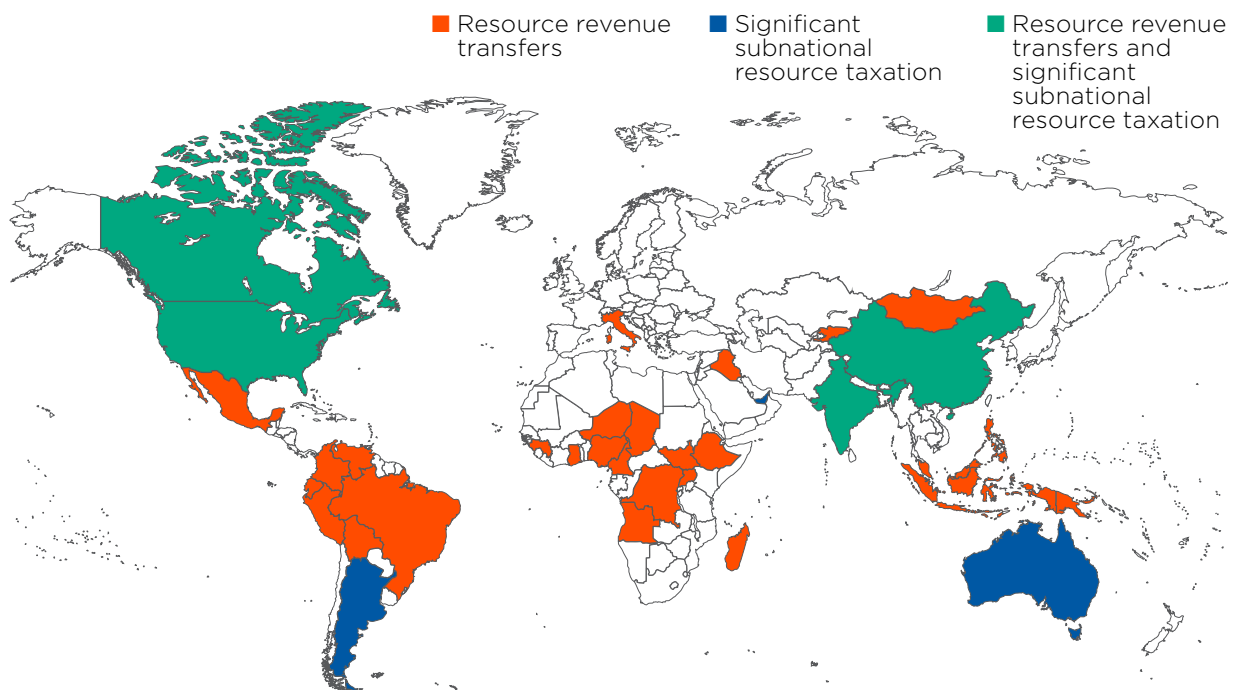 Resource revenue
transfers
Significant
subnational
resource taxation
Resource revenue
transfers and
significant
subnational
resource taxation